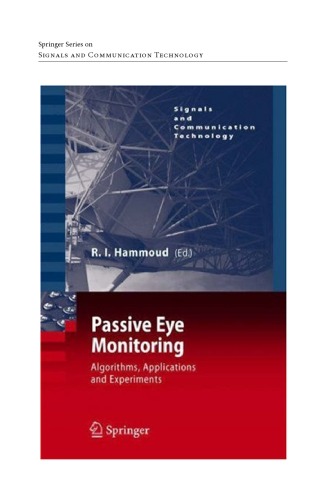 Springer Series on
SIGNALS AND COMMUNICATION TECHNOLOGY
Signals
and
Communication
Technology
R. I. Hammoud (Ed.)
Passive Eye
Monitoring
Algorithms, Applications
and Experiments
Springer